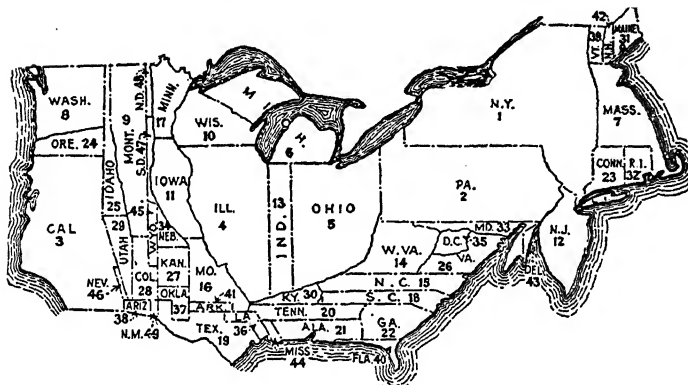 42
38
VT.
N.H.
MAINE
31
WASH.
8
N.D. 48
MINN.
17
M I C H.
6
N.Y.
1
MASS.
7
ORE. 24
9
MONT.
S.D. 47
WIS.
10
CONN.
23
R.I.
32
IDAHO
25
IOWA
11
ILL.
4
13
IND.
OHIO
5
PA.
2
CAL
3
29
UTAH
45
WYO.
34
NEB.
MD. 33
D.C.
35
N.J.
12
W.VA.
14
VA.
26
DEL.
43
NEV.
46
COL
28
KAN.
27
MO.
16
N. C. 15
ARIZ
38
OKLA
37
ARK.
41
KY. 30
S. C. 18
TENN. 20
N.M. 49
TEX.
19
LA
36
ALA. 21
GA.
22
MISS
44
FLA. 40